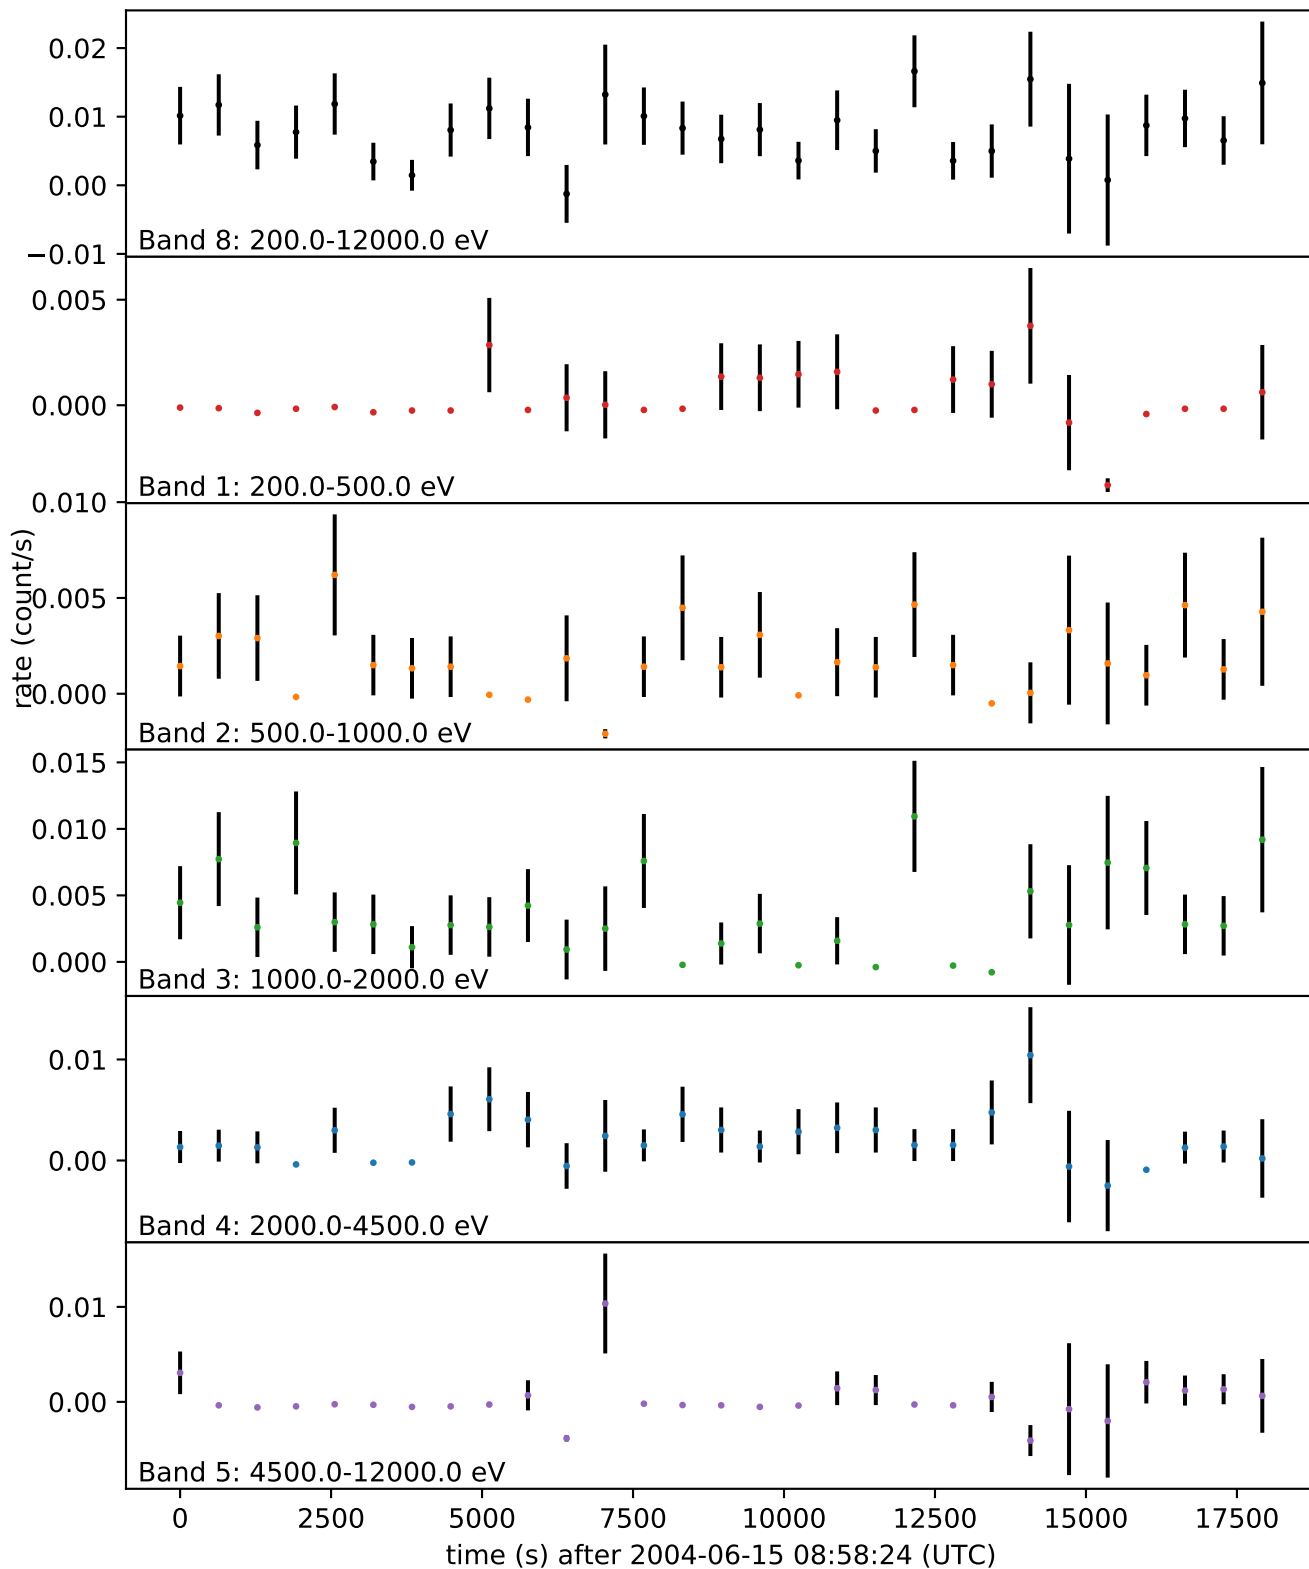 0.02
0.01
0.00
−0.01
Band 8: 200.0-12000.0 eV
0.005
0.000
Band 1: 200.0-500.0 eV
0.010
0.005
0.000
Band 2: 500.0-1000.0 eV
rate (count/s)
0.015
0.010
0.005
0.000
Band 3: 1000.0-2000.0 eV
0.01
0.00
Band 4: 2000.0-4500.0 eV
0.01
0.00
Band 5: 4500.0-12000.0 eV
0 2500 5000 7500 10000 12500 15000 17500
time (s) after 2004-06-15 08:58:24 (UTC)